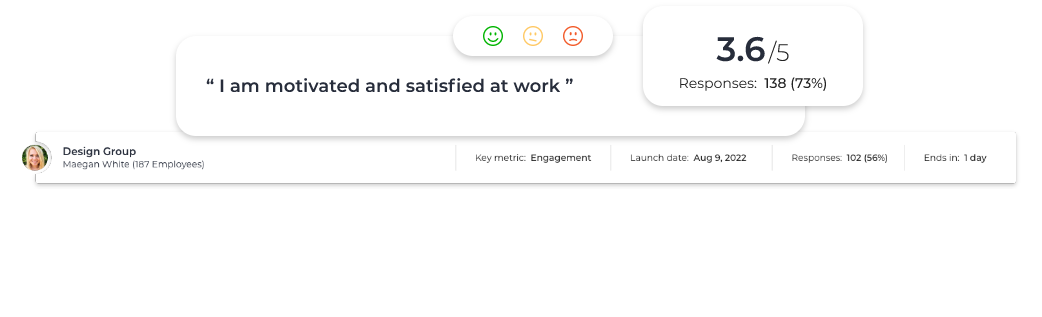 3.6/5
“ I am motivated and satisfied at work ”
Responses: 138 (73%)
Design Group
Maegan White (187 Employees)
Key metric: Engagement
Launch date: Aug 9, 2022
Responses: 102 (56%)
Ends in: 1 day